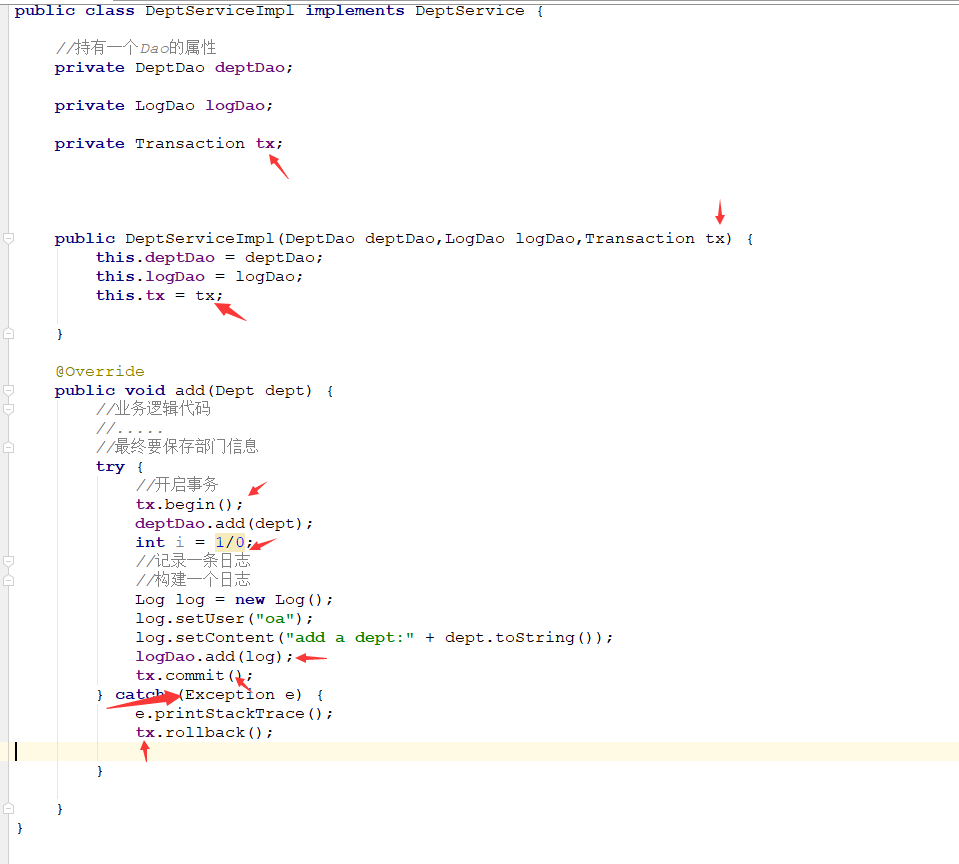 public class DeptServiceImpl implements DeptService {
//持有一个Dao的属性
private DeptDao deptDao;
private LogDao logDao;
private Transaction tx;
public DeptServiceImpl(DeptDao deptDao,LogDao logDao,Transaction tx) {
this.deptDao = deptDao;
this.logDao = logDao;
this.tx = tx;
}
@Override
public void add(Dept dept) {
//业务逻辑代码
//.....
//最终要保存部门信息
try {
//开启事务
tx.begin();
deptDao.add(dept);
int i = 1/0;
//记录一条日志
//构建一个日志
Log log = new Log();
log.setUser("oa");
log.setContent("add a dept:" + dept.toString());
logDao.add(log);
tx.commit();
} catch (Exception e) {
e.printStackTrace();
tx.rollback();
}
}
}